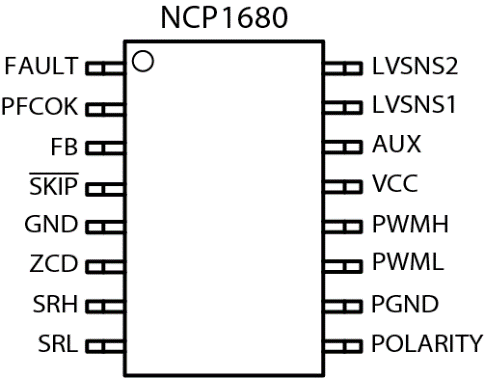 NCP1680
FAULT LVSNS2
PFCOK LVSNS1
FB AUX
SKIP VCC
GND PWMH
ZCD PWML
SRH PGND
SRL POLARITY